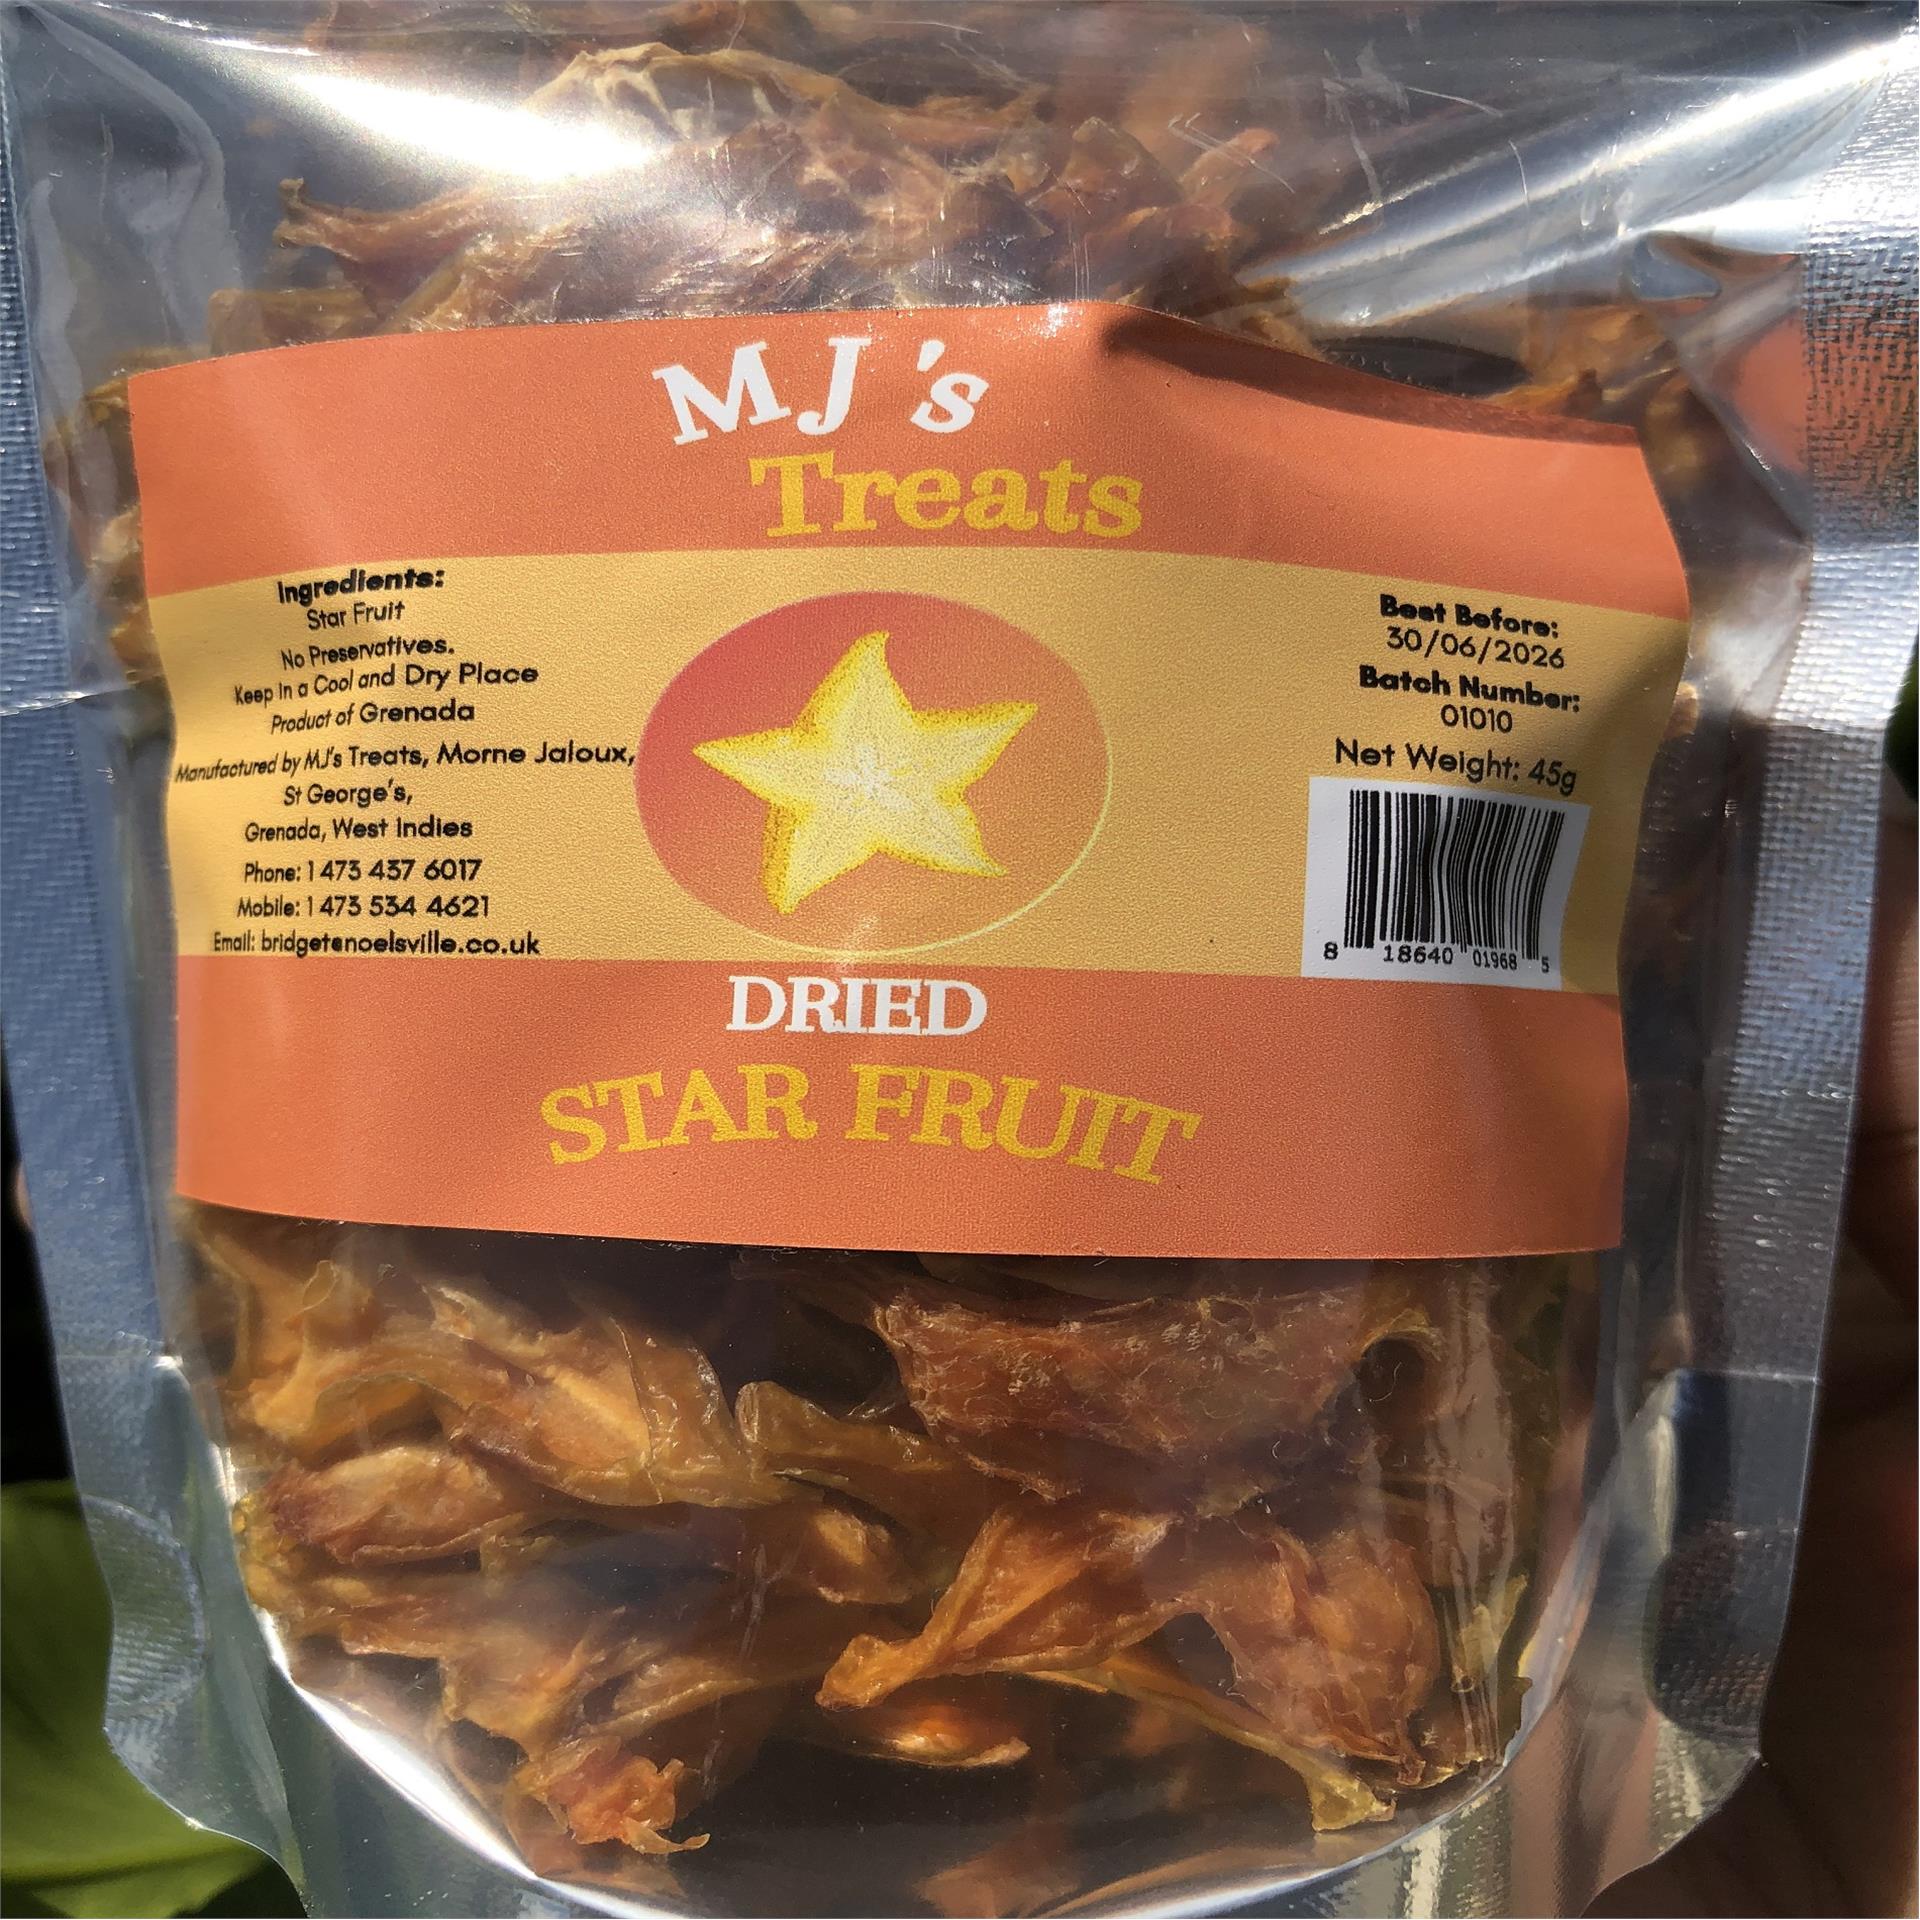 MJ's
Treats
Ingredients:
Star Fruit
No Preservatives.
Keep in a Cool and Dry Place
Product of Grenada
Manufactured by MJ's Treats, Morne Jaloux,
St George's,
Grenada, West Indies
Phone: 1 473 437 6017
Mobile: 1 473 534 4621
Email: bridgetenoelsville.co.uk
Best Before:
30/06/2026
Batch Number:
01010
Net Weight: 45g
8 18640 01968 5
DRIED
STAR FRUIT